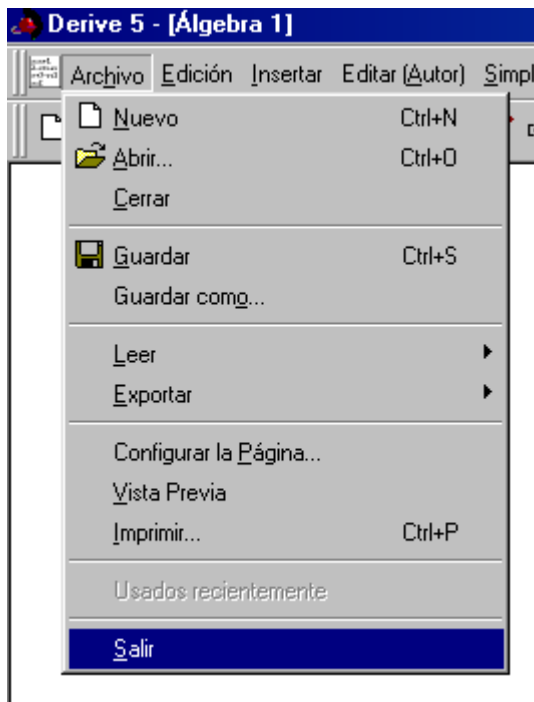 Derive 5 - [Álgebra 1]
Archivo Edición Insertar Editar (Autor) Simpl
Nuevo Ctrl+N
Abrir... Ctrl+O
Cerrar
Guardar Ctrl+S
Guardar como...
Leer
Exportar
Configurar la Página...
Vista Previa
Imprimir... Ctrl+P
Usados recientemente
Salir